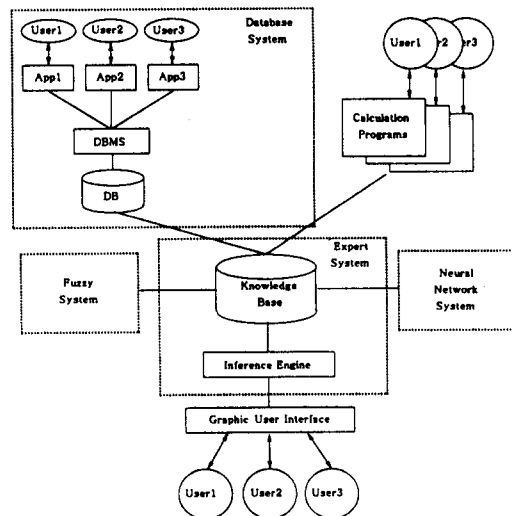 User1 User2 User3
Database
System
App1 App2 App3
DBMS
DB
User1 User2 ser3
Calculation
Programs
Expert
System
Fuzzy
System
Knowledge
Base
Neural
Network
System
Inference Engine
Graphic User Interface
User1 User2 User3